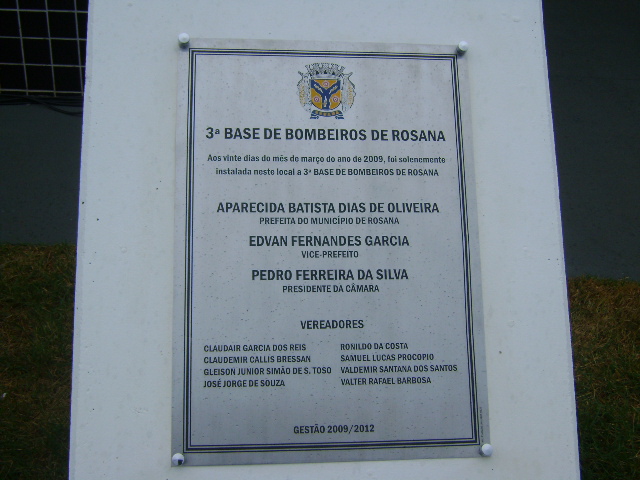 3ª BASE DE BOMBEIROS DE ROSANA
Aos vinte dias do mês de março do ano de 2009, foi solenemente
instalada neste local a 3ª BASE DE BOMBEIROS DE ROSANA
APARECIDA BATISTA DIAS DE OLIVEIRA
PREFEITA DO MUNICÍPIO DE ROSANA
EDVAN FERNANDES GARCIA
VICE-PREFEITO
PEDRO FERREIRA DA SILVA
PRESIDENTE DA CÂMARA
VEREADORES
CLAUDAIR GARCIA DOS REIS
CLAUDEMIR CALLIS BRESSAN
GLEISON JUNIOR SIMÃO DE S. TOSO
JOSÉ JORGE DE SOUZA
RONILDO DA COSTA
SAMUEL LUCAS PROCOPIO
VALDEMIR SANTANA DOS SANTOS
VALTER RAFAEL BARBOSA
GESTÃO 2009/2012